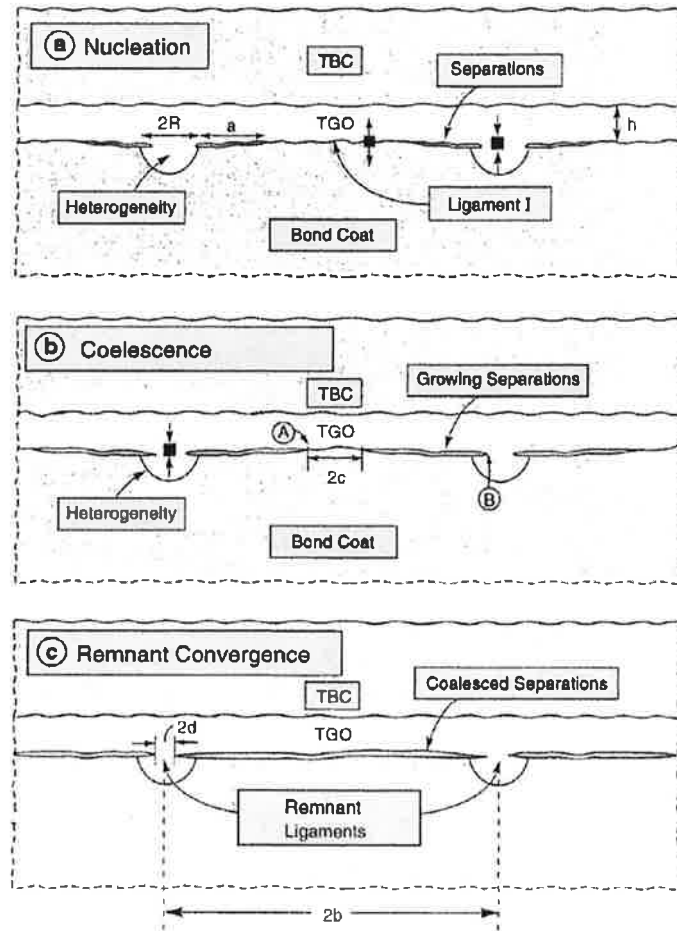 a Nucleation
TBC
Separations
2R
a
TGO
h
Heterogeneity
Ligament I
Bond Coat
b Coelescence
TBC
Growing Separations
A
TGO
2c
Heterogeneity
B
Bond Coat
c Remnant Convergence
TBC
Coalesced Separations
2d
TGO
Remnant
Ligaments
2b